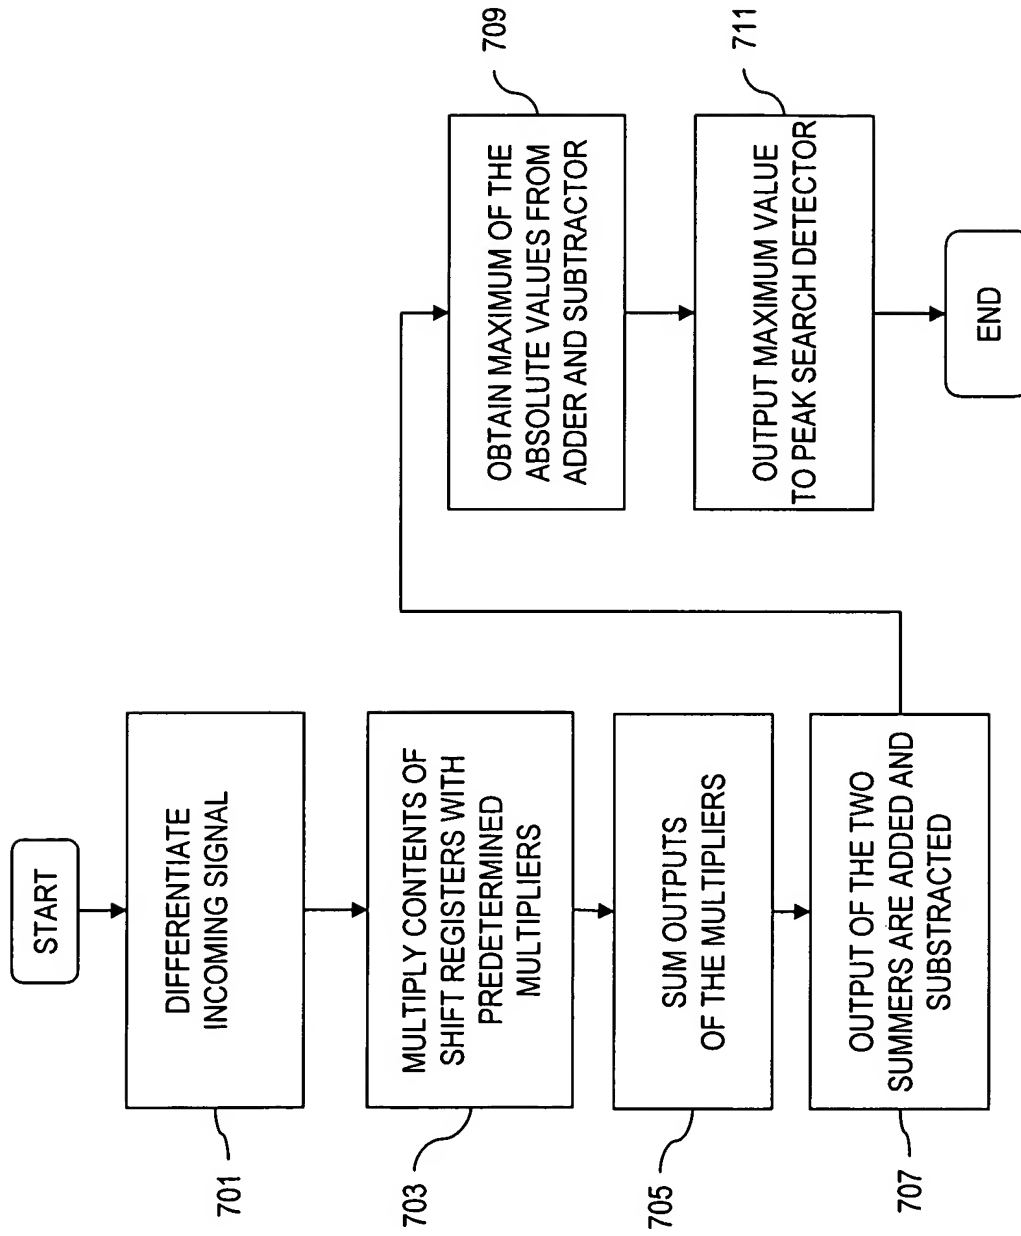 START
DIFFERENTIATE
INCOMING SIGNAL
701
MULTIPLY CONTENTS OF
SHIFT REGISTERS WITH
PREDETERMINED
MULTIPLIERS
703
SUM OUTPUTS
OF THE MULTIPLIERS
705
OUTPUT OF THE TWO
SUMMERS ARE ADDED AND
SUBSTRACTED
707
OBTAIN MAXIMUM OF THE
ABSOLUTE VALUES FROM
ADDER AND SUBTRACTOR
709
OUTPUT MAXIMUM VALUE
TO PEAK SEARCH DETECTOR
711
END